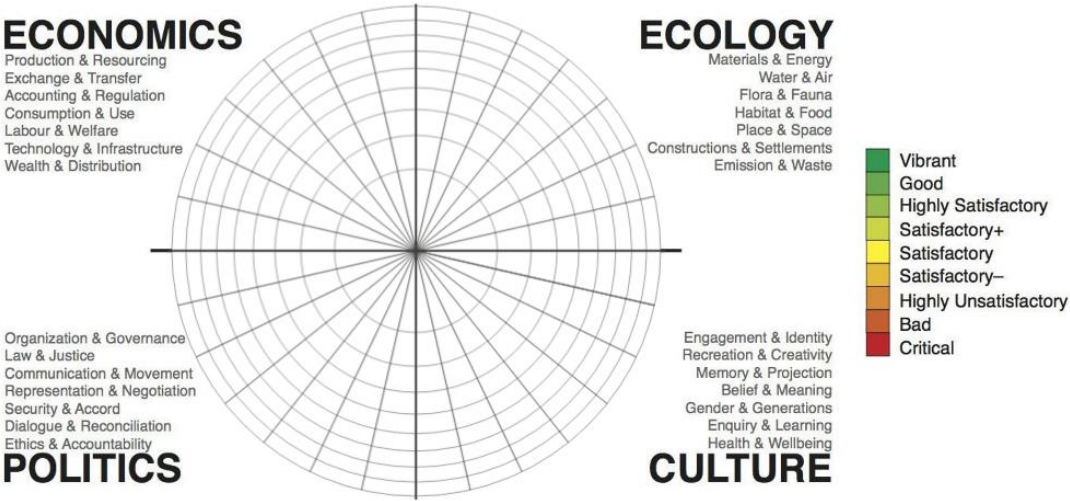 ECONOMICS
Production & Resourcing
Exchange & Transfer
Accounting & Regulation
Consumption & Use
Labour & Welfare
Technology & Infrastructure
Wealth & Distribution
ECOLOGY
Materials & Energy
Water & Air
Flora & Fauna
Habitat & Food
Place & Space
Constructions & Settlements
Emission & Waste
Organization & Governance
Law & Justice
Communication & Movement
Representation & Negotiation
Security & Accord
Dialogue & Reconciliation
Ethics & Accountability
POLITICS
Engagement & Identity
Recreation & Creativity
Memory & Projection
Belief & Meaning
Gender & Generations
Enquiry & Learning
Health & Wellbeing
CULTURE
Vibrant
Good
Highly Satisfactory
Satisfactory+
Satisfactory
Satisfactory–
Highly Unsatisfactory
Bad
Critical